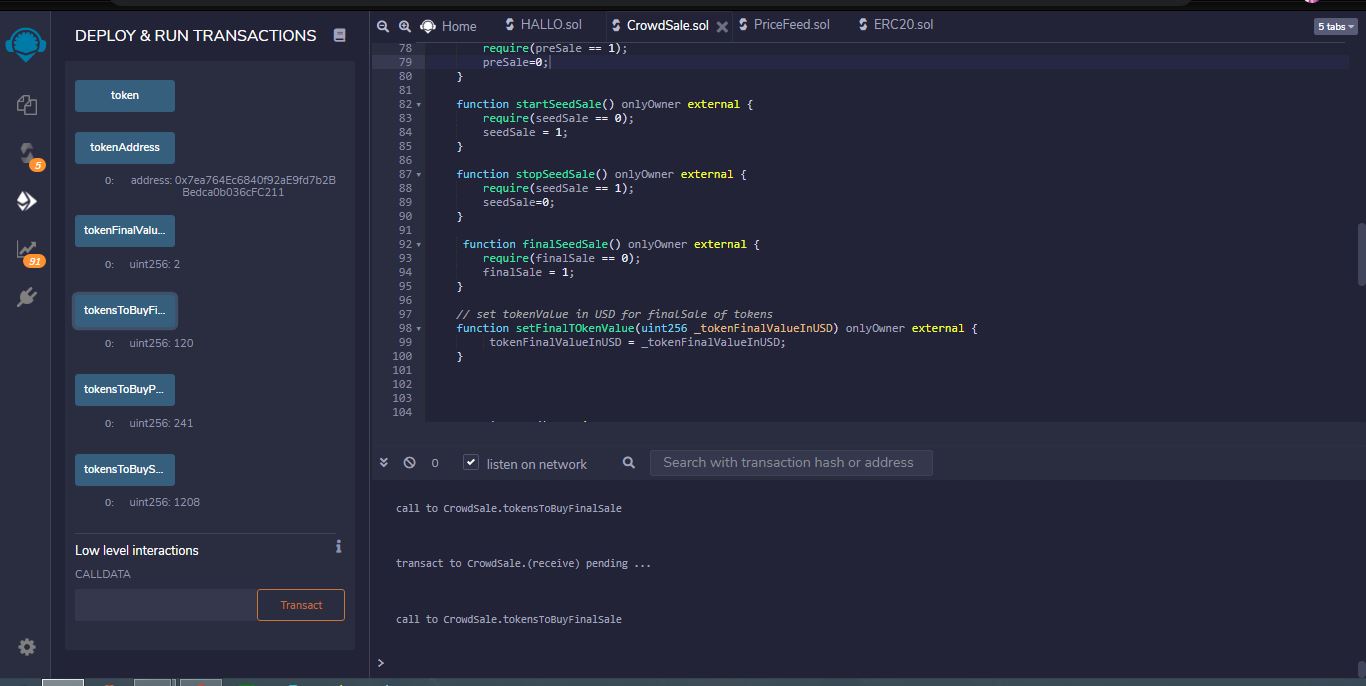 DEPLOY & RUN TRANSACTIONS
token
tokenAddress
0: address: 0x7ea764Ec6840f92aE9fd7b2B
Bedca0b036cFC211
tokenFinalValu...
0: uint256: 2
tokensToBuyFi...
0: uint256: 120
tokensToBuyP...
0: uint256: 241
tokensToBuyS...
0: uint256: 1208
Low level interactions
CALLDATA
Transact
5
91
Home HALLO.sol CrowdSale.sol PriceFeed.sol ERC20.sol 5 tabs
78 require(preSale == 1);
79 preSale=0;
80 }
81
82 function startSeedSale() onlyOwner external {
83 require(seedSale == 0);
84 seedSale = 1;
85 }
86
87 function stopSeedSale() onlyOwner external {
88 require(seedSale == 1);
89 seedSale=0;
90 }
91
92 function finalSeedSale() onlyOwner external {
93 require(finalSale == 0);
94 finalSale = 1;
95 }
96
97 // set tokenValue in USD for finalSale of tokens
98 function setFinalTOkenValue(uint256 _tokenFinalValueInUSD) onlyOwner external {
99 tokenFinalValueInUSD = _tokenFinalValueInUSD;
100 }
101
102
103
104
0 listen on network Search with transaction hash or address
call to CrowdSale.tokensToBuyFinalSale
transact to CrowdSale.(receive) pending ...
call to CrowdSale.tokensToBuyFinalSale
>